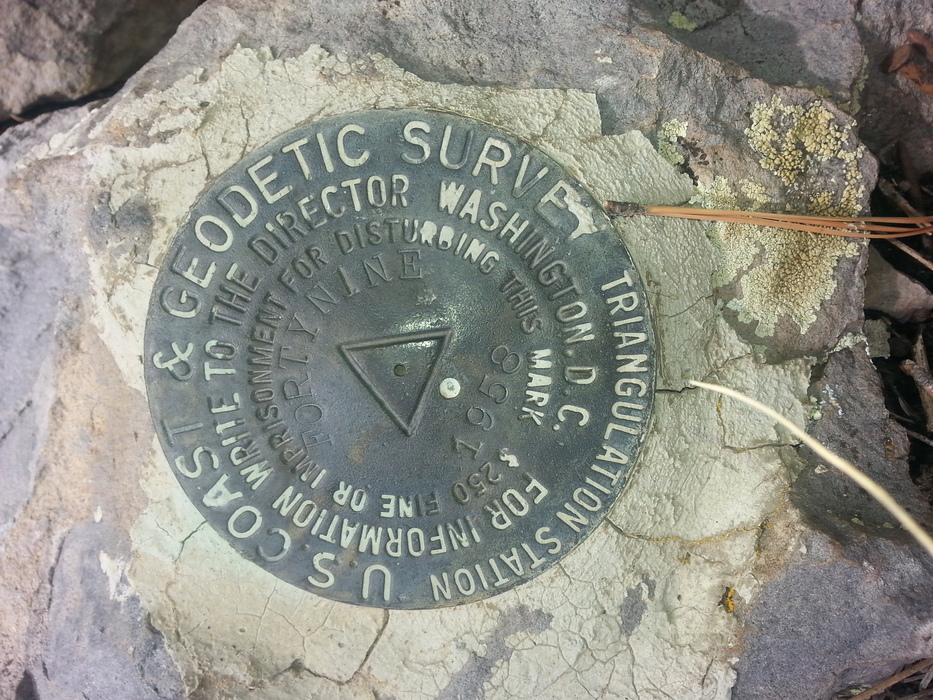 U.S. COAST & GEODETIC SURVEY
TRIANGULATION STATION
FOR INFORMATION WRITE TO THE DIRECTOR WASHINGTON, D.C.
$250 FINE OR IMPRISONMENT FOR DISTURBING THIS MARK
FORTYNINE
1958